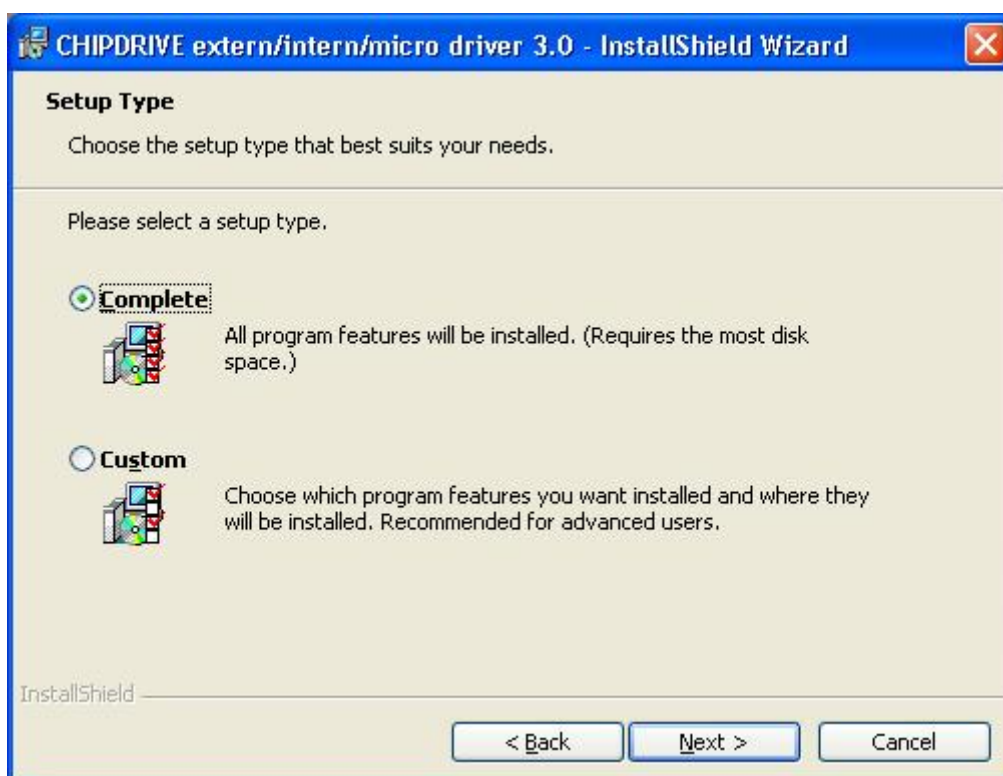 CHIPDRIVE extern/intern/micro driver 3.0 - InstallShield Wizard
Setup Type
Choose the setup type that best suits your needs.
Please select a setup type.
Complete
All program features will be installed. (Requires the most disk
space.)
Custom
Choose which program features you want installed and where they
will be installed. Recommended for advanced users.
InstallShield
< Back
Next >
Cancel